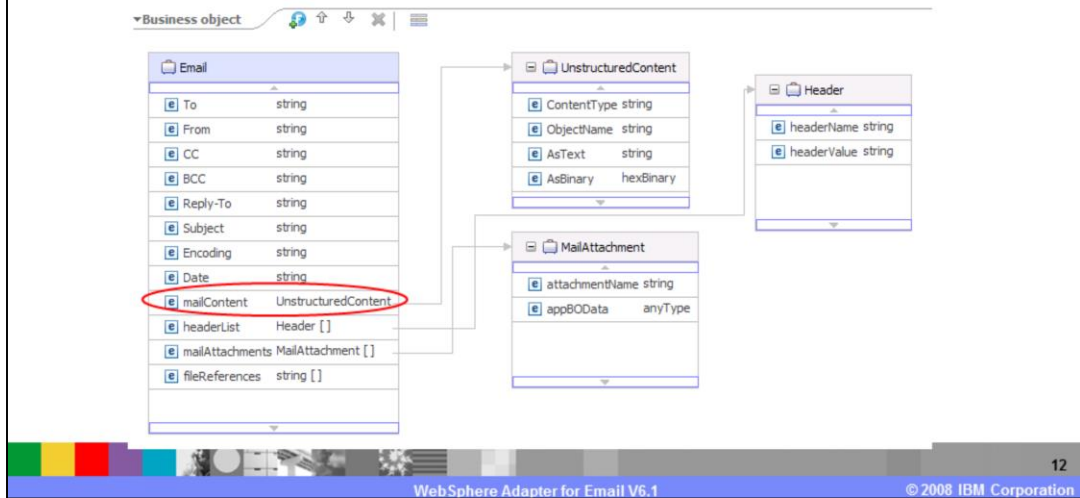 Business object
Email
To string
From string
CC string
BCC string
Reply-To string
Subject string
Encoding string
Date string
mailContent UnstructuredContent
headerList Header [ ]
mailAttachments MailAttachment [ ]
fileReferences string [ ]
UnstructuredContent
ContentType string
ObjectName string
AsText string
AsBinary hexBinary
MailAttachment
attachmentName string
appBOData anyType
Header
headerName string
headerValue string
12
WebSphere Adapter for Email V6.1
© 2008 IBM Corporation